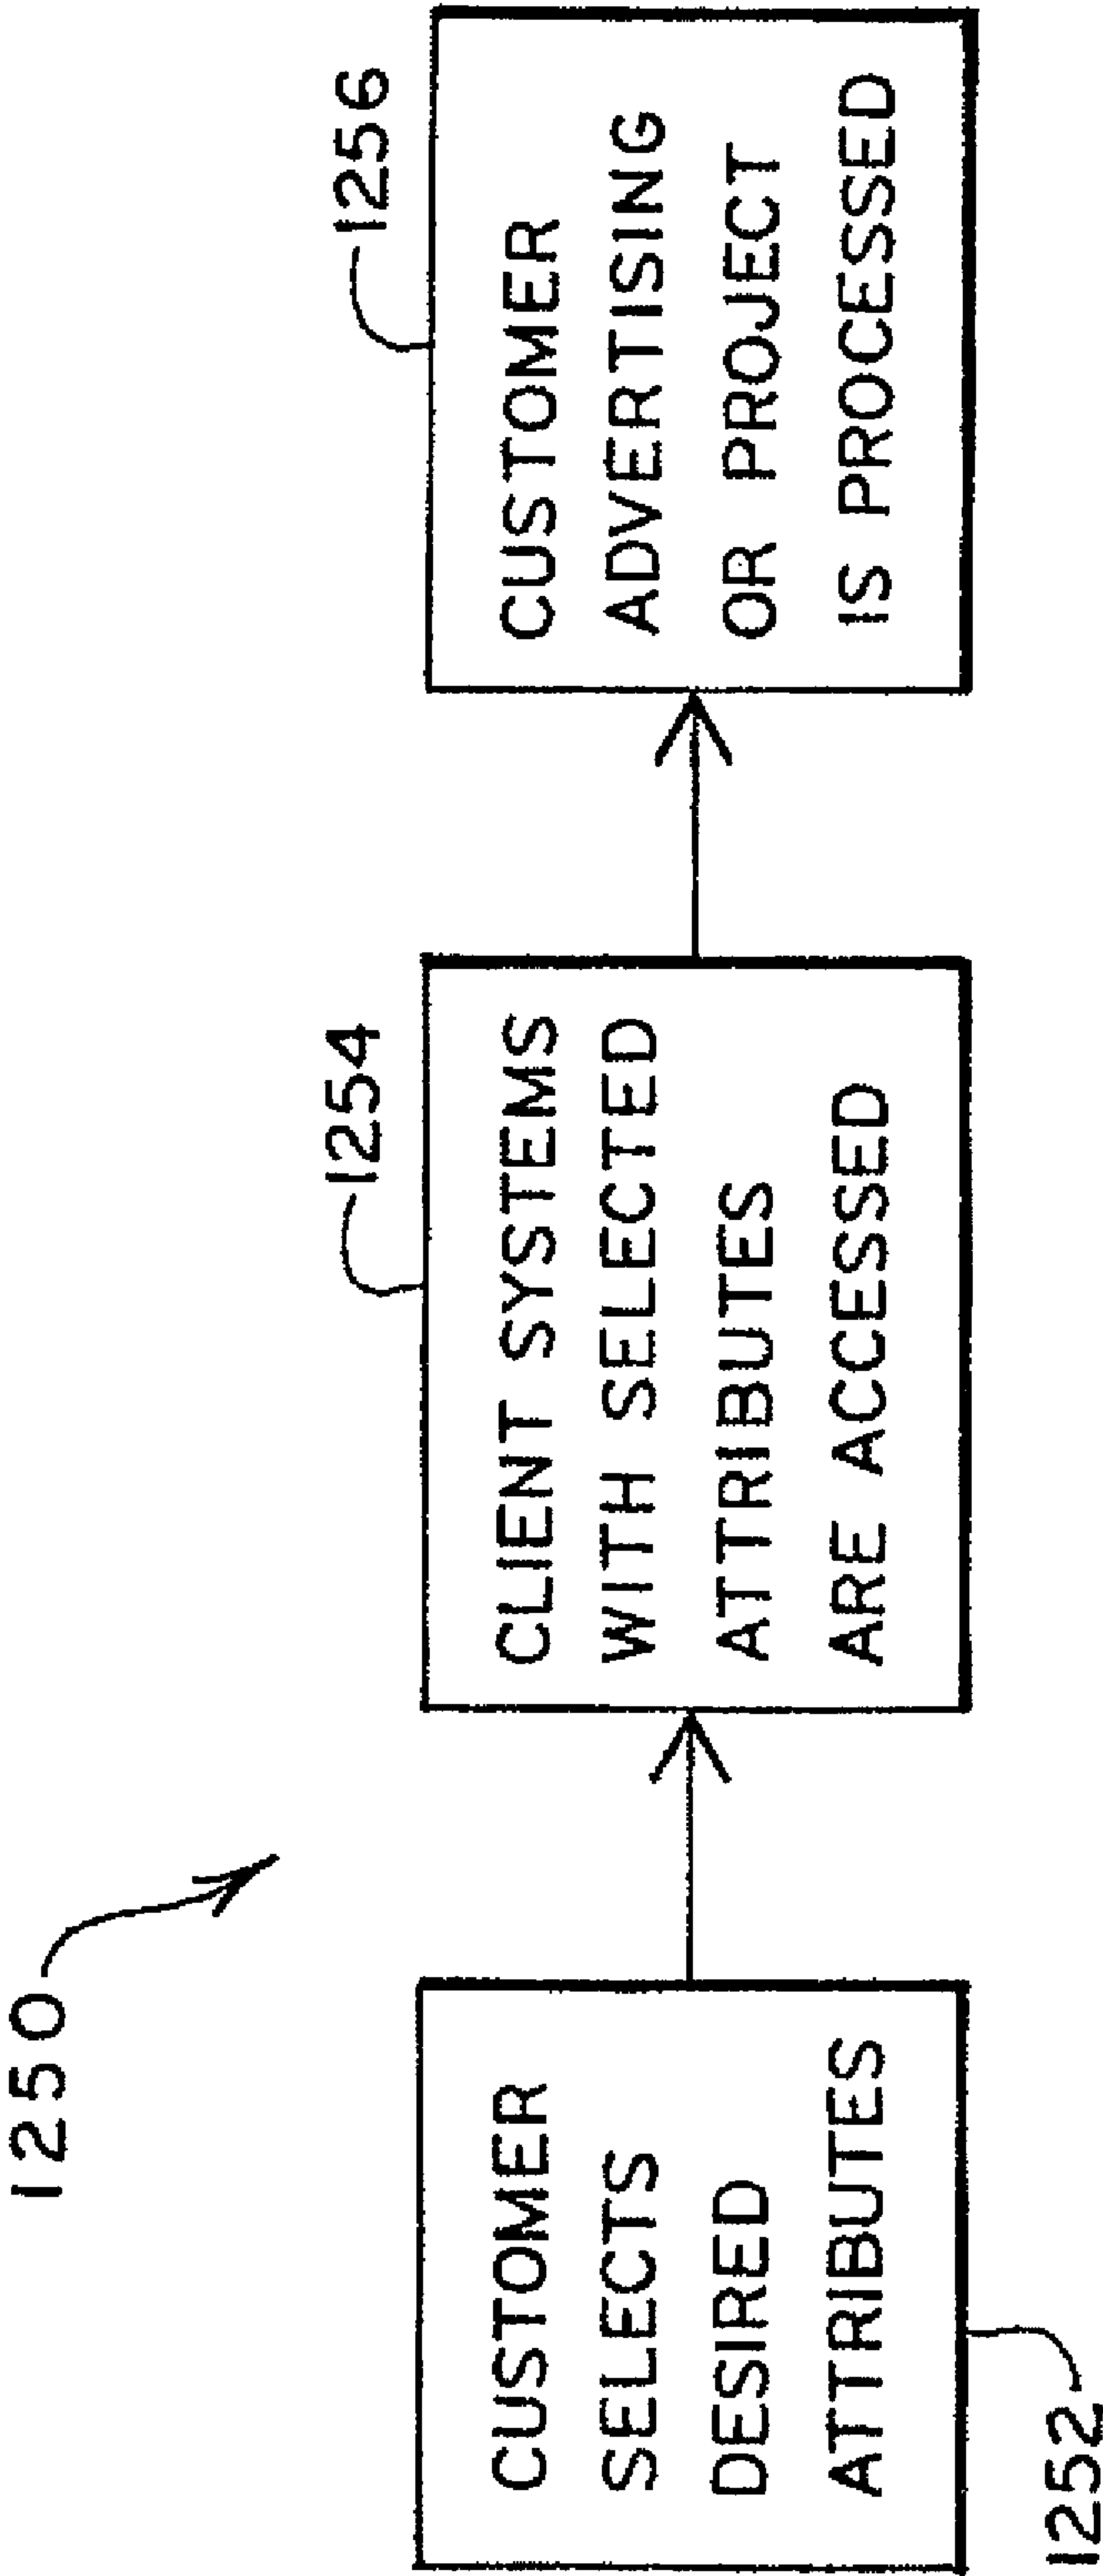 1250
CUSTOMER
SELECTS
DESIRED
ATTRIBUTES
1252
1254
CLIENT SYSTEMS
WITH SELECTED
ATTRIBUTES
ARE ACCESSED
1256
CUSTOMER
ADVERTISING
OR PROJECT
IS PROCESSED